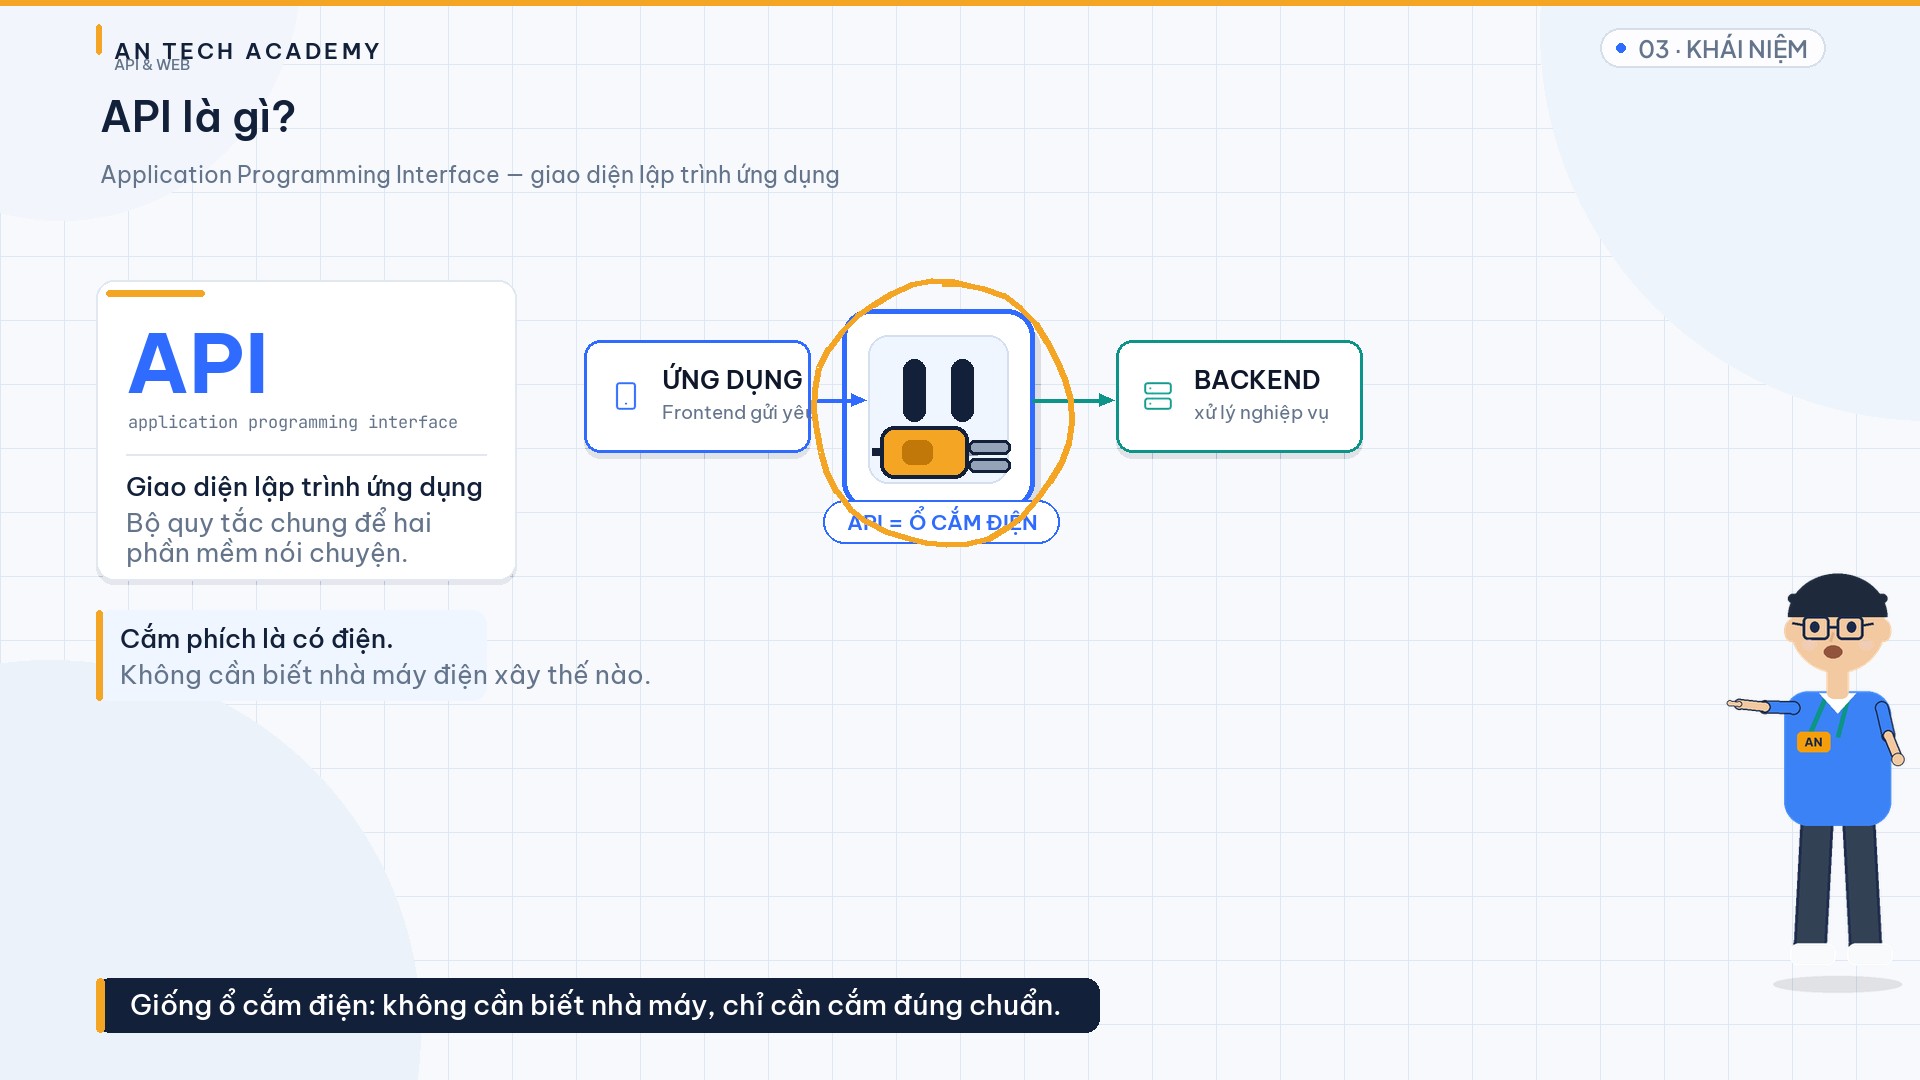 AN TECH ACADEMY
API & WEB
03 · KHÁI NIỆM
API là gì?
Application Programming Interface — giao diện lập trình ứng dụng
API
application programming interface
Giao diện lập trình ứng dụng
Bộ quy tắc chung để hai
phần mềm nói chuyện.
ỨNG DỤNG
Frontend gửi yêu
API = Ổ CẮM ĐIỆN
BACKEND
xử lý nghiệp vụ
Cắm phích là có điện.
Không cần biết nhà máy điện xây thế nào.
AN
Giống ổ cắm điện: không cần biết nhà máy, chỉ cần cắm đúng chuẩn.